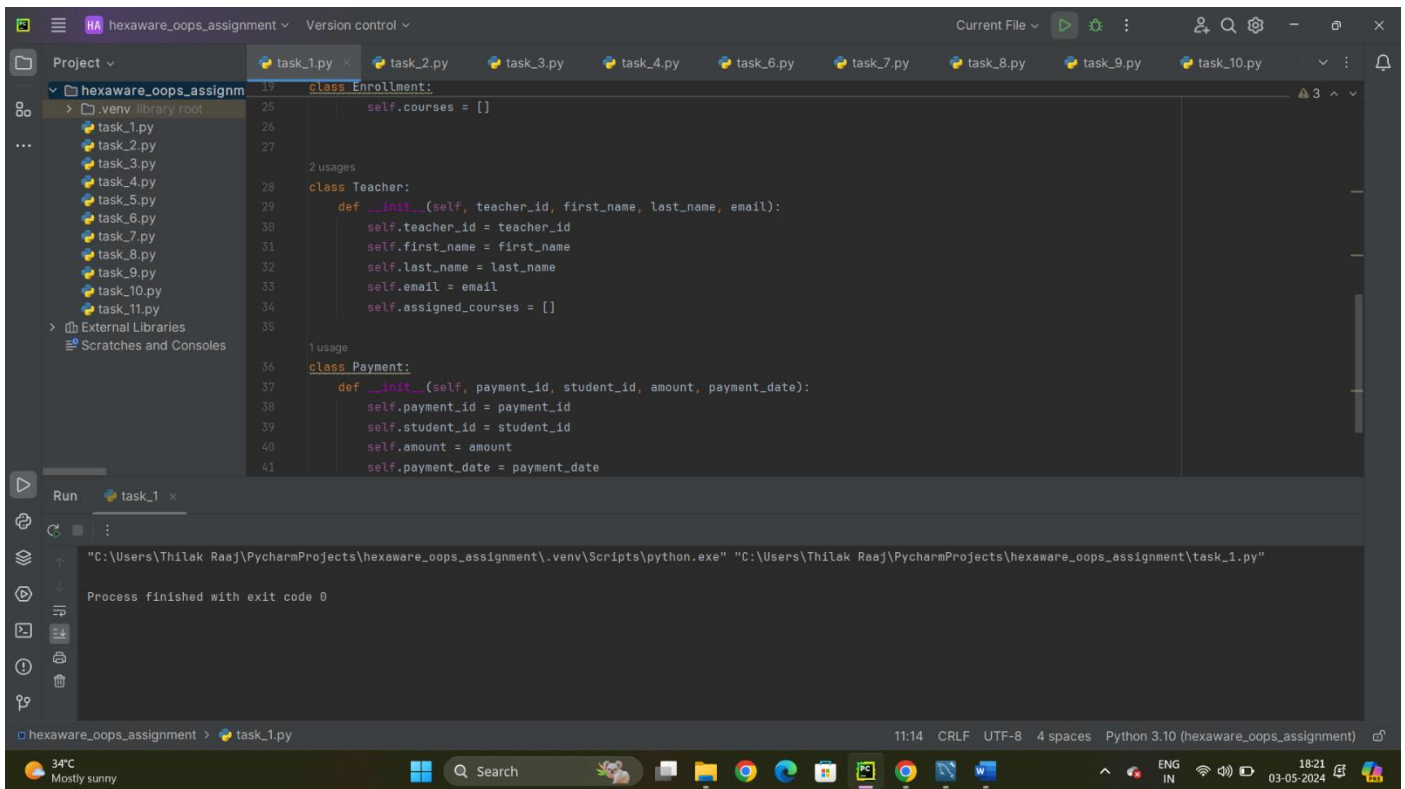 HA hexaware_oops_assignment Version control Current File
Project
task_1.py task_2.py task_3.py task_4.py task_6.py task_7.py task_8.py task_9.py task_10.py
hexaware_oops_assignm
.venv library root
task_1.py
task_2.py
task_3.py
task_4.py
task_5.py
task_6.py
task_7.py
task_8.py
task_9.py
task_10.py
task_11.py
External Libraries
Scratches and Consoles
3
19 class Enrollment:
25 self.courses = []
26
27
2 usages
28 class Teacher:
29 def __init__(self, teacher_id, first_name, last_name, email):
30 self.teacher_id = teacher_id
31 self.first_name = first_name
32 self.last_name = last_name
33 self.email = email
34 self.assigned_courses = []
35
1 usage
36 class Payment:
37 def __init__(self, payment_id, student_id, amount, payment_date):
38 self.payment_id = payment_id
39 self.student_id = student_id
40 self.amount = amount
41 self.payment_date = payment_date
Run task_1
"C:\Users\Thilak Raaj\PycharmProjects\hexaware_oops_assignment\.venv\Scripts\python.exe" "C:\Users\Thilak Raaj\PycharmProjects\hexaware_oops_assignment\task_1.py"
Process finished with exit code 0
hexaware_oops_assignment > task_1.py 11:14 CRLF UTF-8 4 spaces Python 3.10 (hexaware_oops_assignment)
34°C
Mostly sunny
Search
ENG
IN
18:21
03-05-2024